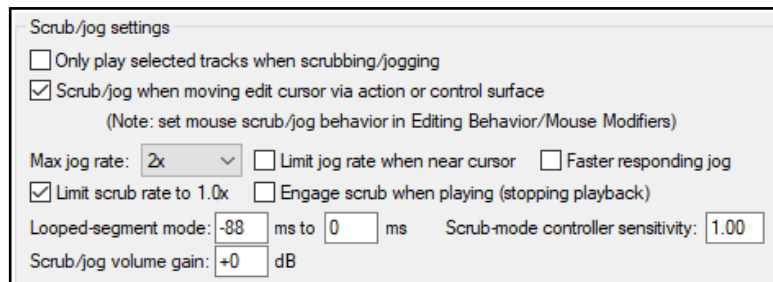 Scrub/jog settings
Only play selected tracks when scrubbing/jogging
Scrub/jog when moving edit cursor via action or control surface
(Note: set mouse scrub/jog behavior in Editing Behavior/Mouse Modifiers)
Max jog rate: 2x Limit jog rate when near cursor Faster responding jog
Limit scrub rate to 1.0x Engage scrub when playing (stopping playback)
Looped-segment mode: -88 ms to 0 ms Scrub-mode controller sensitivity: 1.00
Scrub/jog volume gain: +0 dB